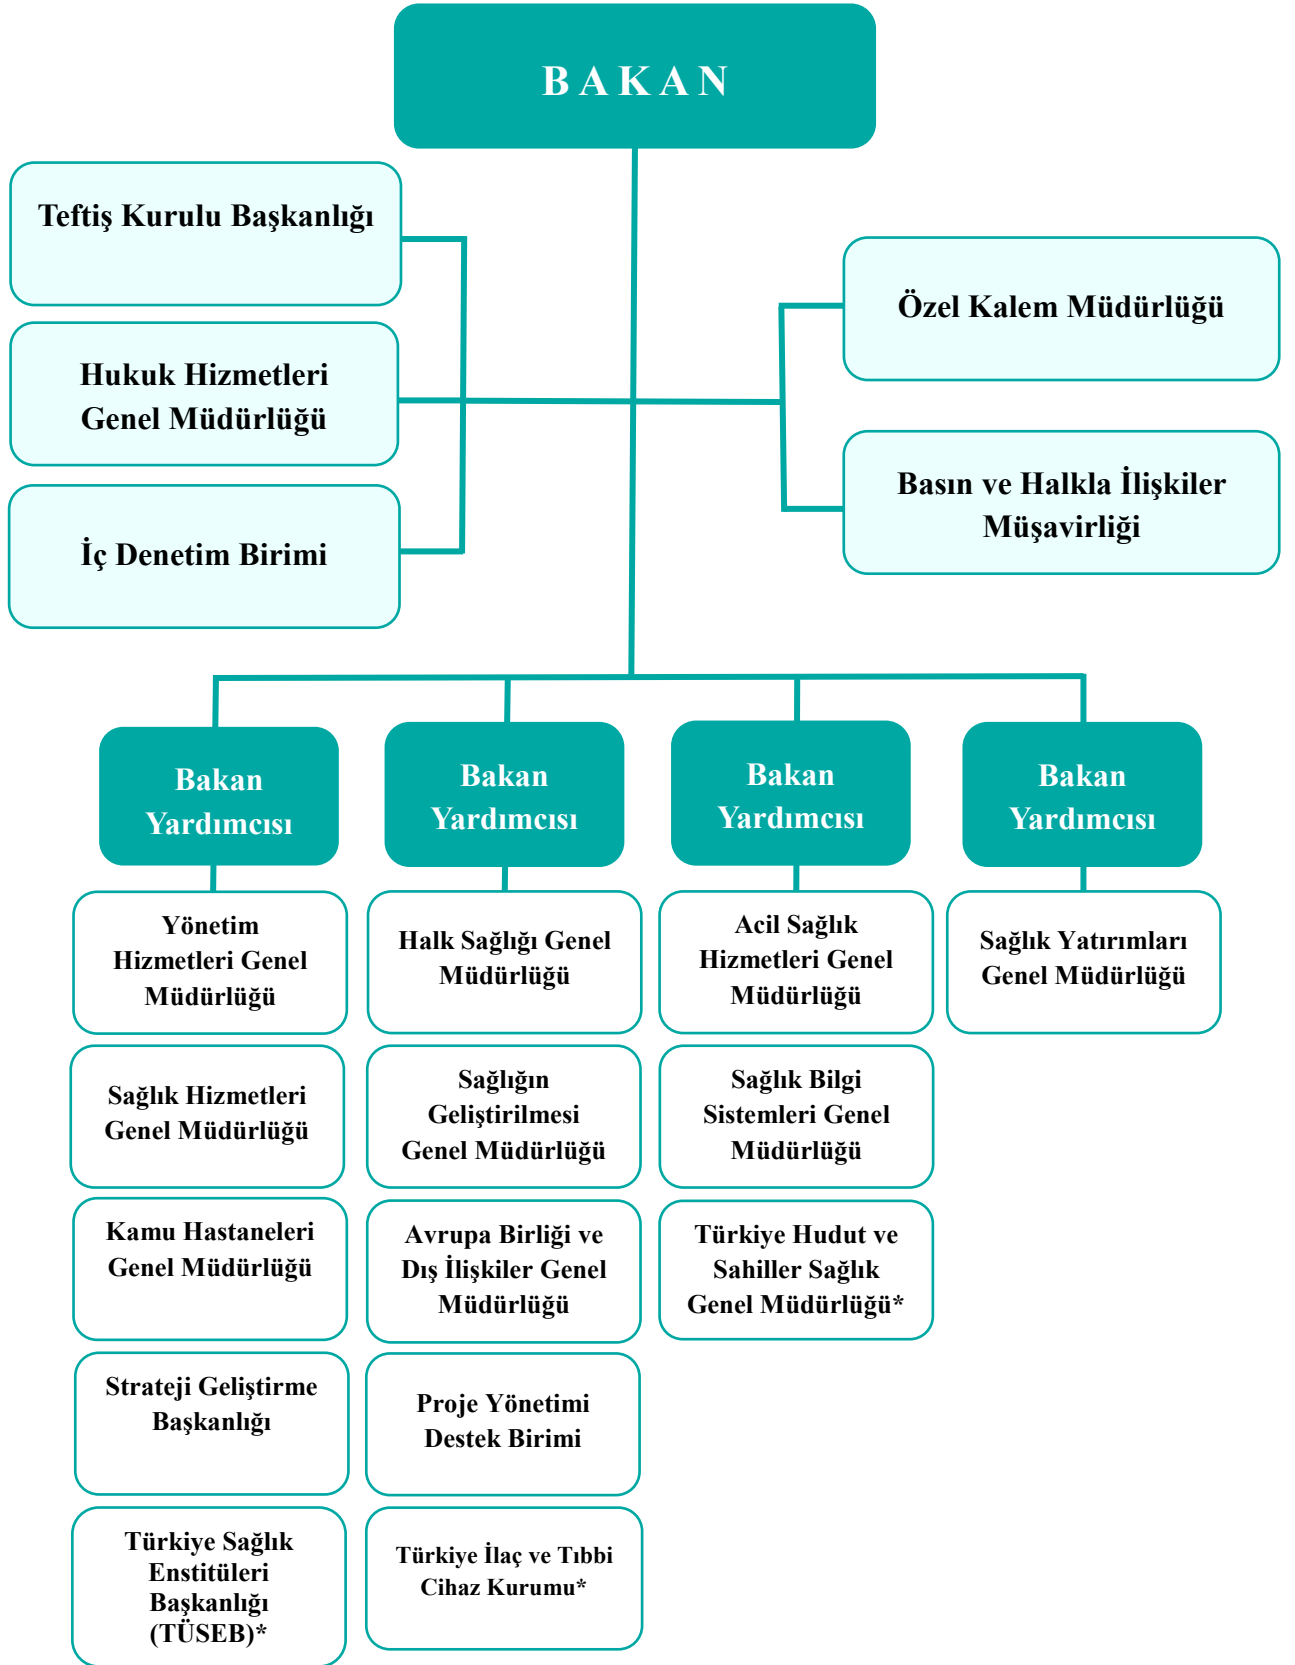 BAKAN
Teftiş Kurulu Başkanlığı
Hukuk Hizmetleri
Genel Müdürlüğü
İç Denetim Birimi
Özel Kalem Müdürlüğü
Basın ve Halkla İlişkiler
Müşavirliği
Bakan
Yardımcısı
Yönetim
Hizmetleri Genel
Müdürlüğü
Sağlık Hizmetleri
Genel Müdürlüğü
Kamu Hastaneleri
Genel Müdürlüğü
Strateji Geliştirme
Başkanlığı
Türkiye Sağlık
Enstitüleri
Başkanlığı
(TÜSEB)*
Bakan
Yardımcısı
Halk Sağlığı Genel
Müdürlüğü
Sağlığın
Geliştirilmesi
Genel Müdürlüğü
Avrupa Birliği ve
Dış İlişkiler Genel
Müdürlüğü
Proje Yönetimi
Destek Birimi
Türkiye İlaç ve Tıbbi
Cihaz Kurumu*
Bakan
Yardımcısı
Acil Sağlık
Hizmetleri Genel
Müdürlüğü
Sağlık Bilgi
Sistemleri Genel
Müdürlüğü
Türkiye Hudut ve
Sahiller Sağlık
Genel Müdürlüğü*
Bakan
Yardımcısı
Sağlık Yatırımları
Genel Müdürlüğü